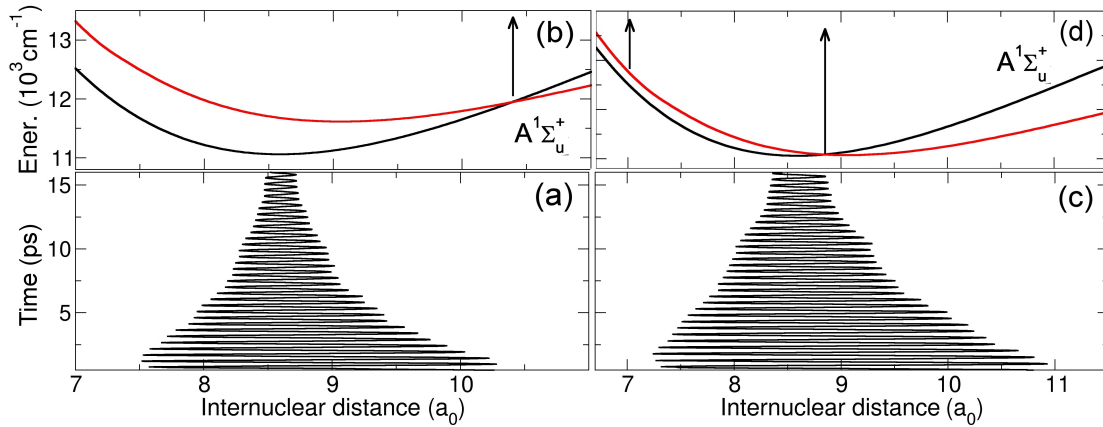 Ener. (10³cm⁻¹)
13
12
11
(b)
A¹Σᵤ⁺
(d)
A¹Σᵤ⁺
Time (ps)
15
10
5
(a)
(c)
7 8 9 10
7 8 9 10 11
Internuclear distance (a₀)
Internuclear distance (a₀)